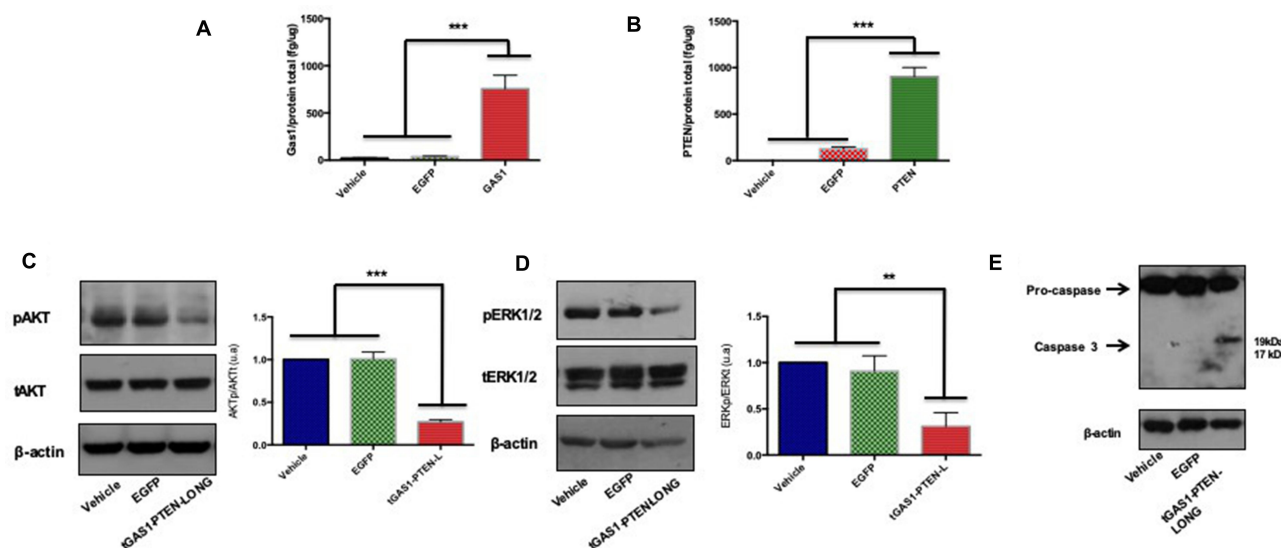 A
Gas1/protein total (fg/ug)
1500
1000
500
0
***
Vehicle
EGFP
GAS1
B
PTEN/protein total (fg/ug)
1500
1000
500
0
***
Vehicle
EGFP
PTEN
C
pAKT
tAKT
β-actin
Vehicle
EGFP
tGAS1-PTEN-LONG
AKTp/AKTt (u.a)
1.5
1.0
0.5
0.0
***
Vehicle
EGFP
tGAS1-PTEN-L
D
pERK1/2
tERK1/2
β-actin
Vehicle
EGFP
tGAS1-PTENLONG
ERKp/ERKt (u.a)
1.5
1.0
0.5
0.0
**
Vehicle
EGFP
tGAS1-PTEN-L
E
Pro-caspase
Caspase 3
19kDa
17 kD
β-actin
Vehicle
EGFP
tGAS1-PTEN-
LONG